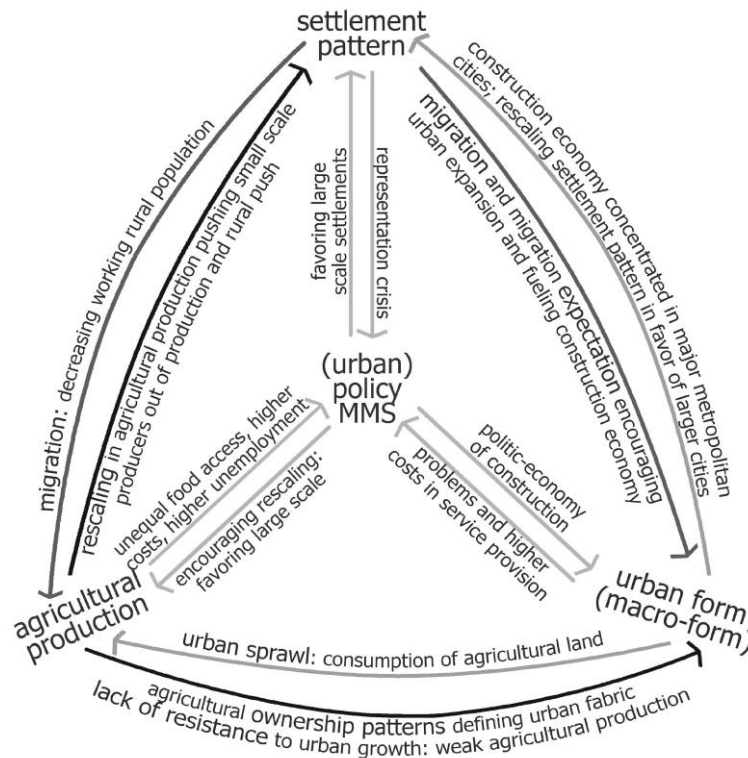 settlement
pattern
construction economy concentrated in major metropolitan
cities; rescaling settlement pattern in favor of larger cities
migration and migration expectation encouraging
urban expansion and fueling construction economy
migration: decreasing working rural population
rescaling in agricultural production pushing small scale
producers out of production and rural push
favoring large
scale settlements
representation crisis
(urban)
policy
MMS
unequal food access, higher
costs, higher unemployment
encouraging rescaling:
favoring large scale
politic-economy
of construction
problems and higher
costs in service provision
agricultural
production
urban form
(macro-form)
urban sprawl: consumption of agricultural land
agricultural ownership patterns defining urban fabric
lack of resistance to urban growth: weak agricultural production